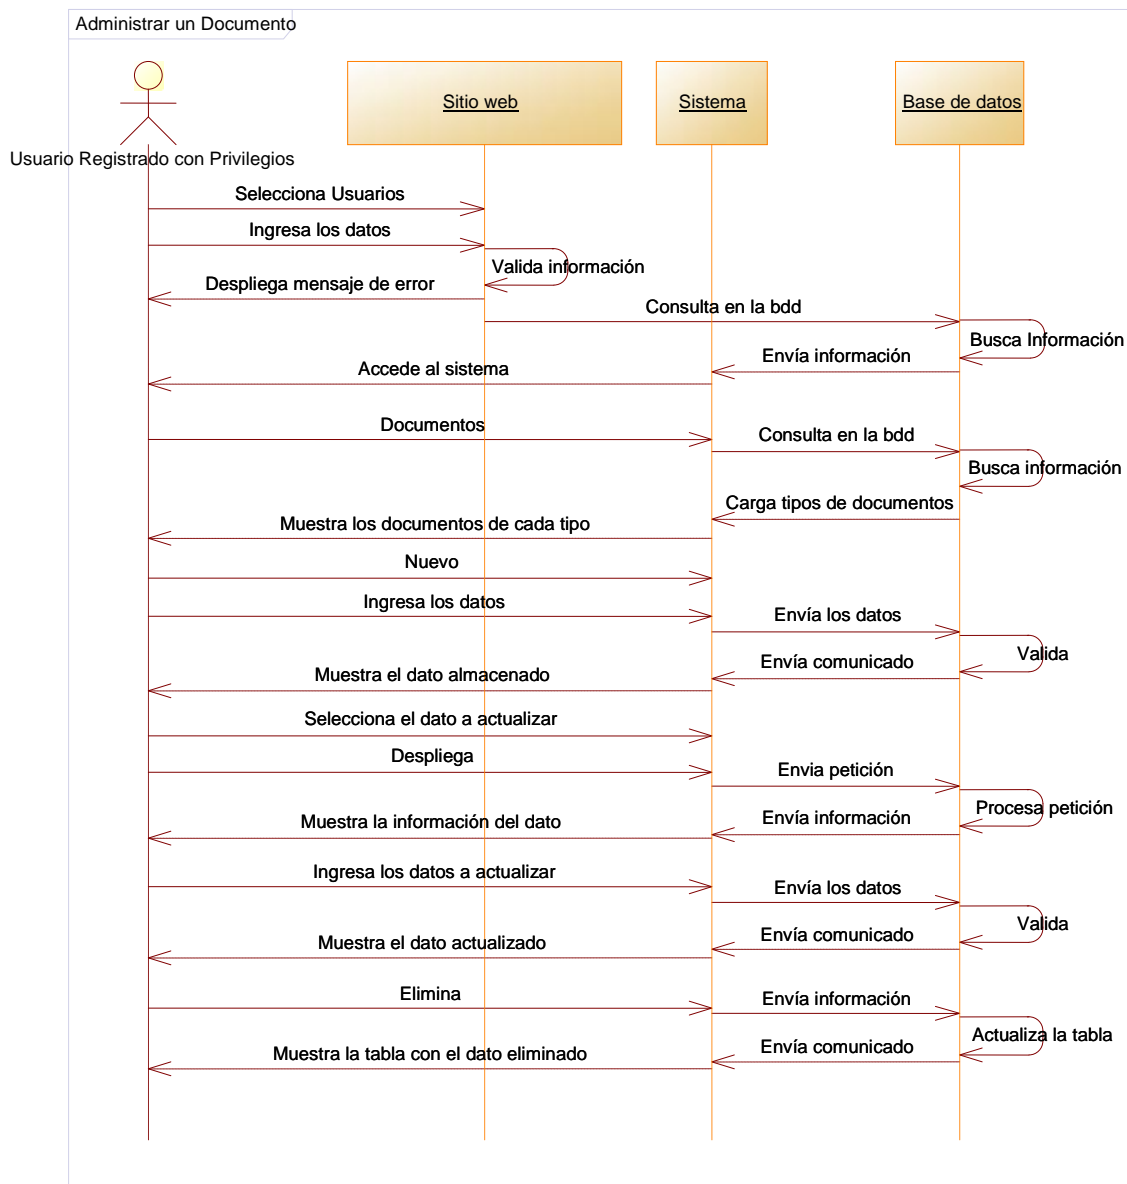 Administrar un Documento
Sitio web
Sistema
Base de datos
Usuario Registrado con Privilegios
Selecciona Usuarios
Ingresa los datos
Valida información
Despliega mensaje de error
Consulta en la bdd
Busca Información
Envía información
Accede al sistema
Documentos
Consulta en la bdd
Busca información
Carga tipos de documentos
Muestra los documentos de cada tipo
Nuevo
Ingresa los datos
Envía los datos
Valida
Envía comunicado
Muestra el dato almacenado
Selecciona el dato a actualizar
Despliega
Envia petición
Procesa petición
Envía información
Muestra la información del dato
Ingresa los datos a actualizar
Envía los datos
Valida
Envía comunicado
Muestra el dato actualizado
Elimina
Envía información
Actualiza la tabla
Envía comunicado
Muestra la tabla con el dato eliminado